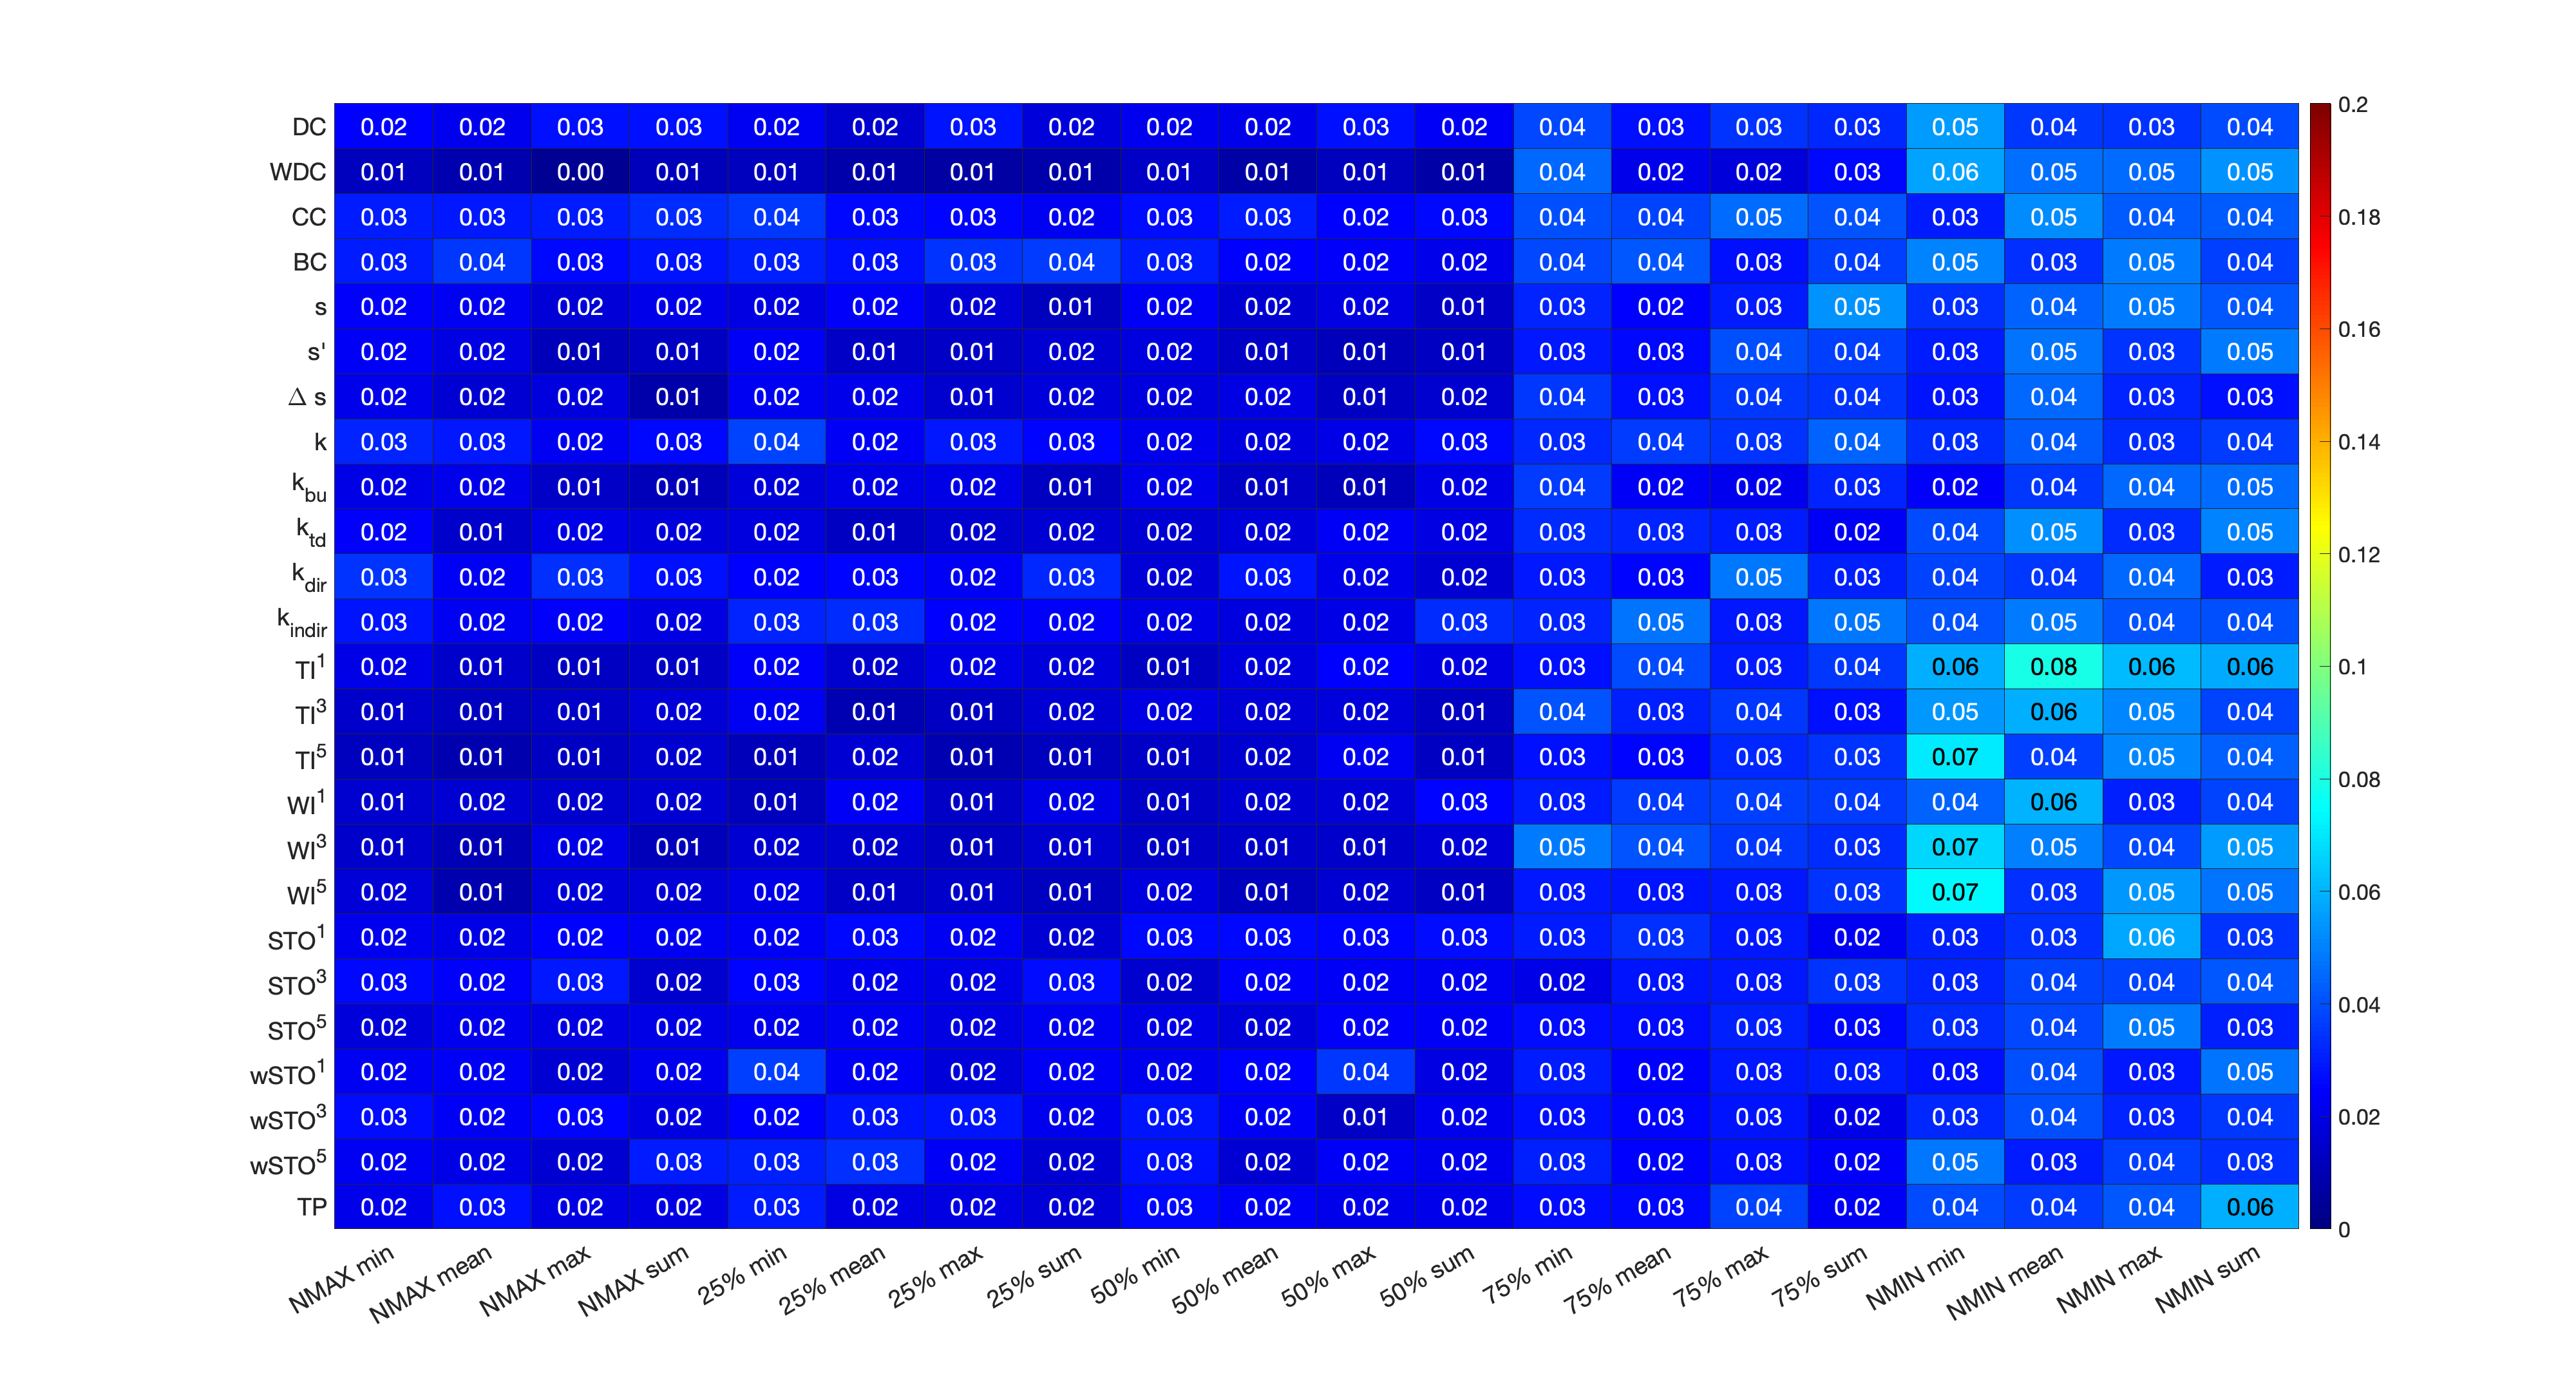 DC 0.02 0.02 0.03 0.03 0.02 0.02 0.03 0.02 0.02 0.02 0.03 0.02 0.04 0.03 0.03 0.03 0.05 0.04 0.03 0.04 0.2
WDC 0.01 0.01 0.00 0.01 0.01 0.01 0.01 0.01 0.01 0.01 0.01 0.01 0.04 0.02 0.02 0.03 0.06 0.05 0.05 0.05
CC 0.03 0.03 0.03 0.03 0.04 0.03 0.03 0.02 0.03 0.03 0.02 0.03 0.04 0.04 0.05 0.04 0.03 0.05 0.04 0.04 0.18
BC 0.03 0.04 0.03 0.03 0.03 0.03 0.03 0.04 0.03 0.02 0.02 0.02 0.04 0.04 0.03 0.04 0.05 0.03 0.05 0.04
s 0.02 0.02 0.02 0.02 0.02 0.02 0.02 0.01 0.02 0.02 0.02 0.01 0.03 0.02 0.03 0.05 0.03 0.04 0.05 0.04 0.16
s' 0.02 0.02 0.01 0.01 0.02 0.01 0.01 0.02 0.02 0.01 0.01 0.01 0.03 0.03 0.04 0.04 0.03 0.05 0.03 0.05
Δ s 0.02 0.02 0.02 0.01 0.02 0.02 0.01 0.02 0.02 0.02 0.01 0.02 0.04 0.03 0.04 0.04 0.03 0.04 0.03 0.03
k 0.03 0.03 0.02 0.03 0.04 0.02 0.03 0.03 0.02 0.02 0.02 0.03 0.03 0.04 0.03 0.04 0.03 0.04 0.03 0.04 0.14
k_bu 0.02 0.02 0.01 0.01 0.02 0.02 0.02 0.01 0.02 0.01 0.01 0.02 0.04 0.02 0.02 0.03 0.02 0.04 0.04 0.05
k_td 0.02 0.01 0.02 0.02 0.02 0.01 0.02 0.02 0.02 0.02 0.02 0.02 0.03 0.03 0.03 0.02 0.04 0.05 0.03 0.05 0.12
k_dir 0.03 0.02 0.03 0.03 0.02 0.03 0.02 0.03 0.02 0.03 0.02 0.02 0.03 0.03 0.05 0.03 0.04 0.04 0.04 0.03
k_indir 0.03 0.02 0.02 0.02 0.03 0.03 0.02 0.02 0.02 0.02 0.02 0.03 0.03 0.05 0.03 0.05 0.04 0.05 0.04 0.04
TI^1 0.02 0.01 0.01 0.01 0.02 0.02 0.02 0.02 0.01 0.02 0.02 0.02 0.03 0.04 0.03 0.04 0.06 0.08 0.06 0.06 0.1
TI^3 0.01 0.01 0.01 0.02 0.02 0.01 0.01 0.02 0.02 0.02 0.02 0.01 0.04 0.03 0.04 0.03 0.05 0.06 0.05 0.04
TI^5 0.01 0.01 0.01 0.02 0.01 0.02 0.01 0.01 0.01 0.02 0.02 0.01 0.03 0.03 0.03 0.03 0.07 0.04 0.05 0.04 0.08
WI^1 0.01 0.02 0.02 0.02 0.01 0.02 0.01 0.02 0.01 0.02 0.02 0.03 0.03 0.04 0.04 0.04 0.04 0.06 0.03 0.04
WI^3 0.01 0.01 0.02 0.01 0.02 0.02 0.01 0.01 0.01 0.01 0.01 0.02 0.05 0.04 0.04 0.03 0.07 0.05 0.04 0.05
WI^5 0.02 0.01 0.02 0.02 0.02 0.01 0.01 0.01 0.02 0.01 0.02 0.01 0.03 0.03 0.03 0.03 0.07 0.03 0.05 0.05 0.06
STO^1 0.02 0.02 0.02 0.02 0.02 0.03 0.02 0.02 0.03 0.03 0.03 0.03 0.03 0.03 0.03 0.02 0.03 0.03 0.06 0.03
STO^3 0.03 0.02 0.03 0.02 0.03 0.02 0.02 0.03 0.02 0.02 0.02 0.02 0.02 0.03 0.03 0.03 0.03 0.04 0.04 0.04 0.04
STO^5 0.02 0.02 0.02 0.02 0.02 0.02 0.02 0.02 0.02 0.02 0.02 0.02 0.03 0.03 0.03 0.03 0.03 0.04 0.05 0.03
wSTO^1 0.02 0.02 0.02 0.02 0.04 0.02 0.02 0.02 0.02 0.02 0.04 0.02 0.03 0.02 0.03 0.03 0.03 0.04 0.03 0.05
wSTO^3 0.03 0.02 0.03 0.02 0.02 0.03 0.03 0.02 0.03 0.02 0.01 0.02 0.03 0.03 0.03 0.02 0.03 0.04 0.03 0.04 0.02
wSTO^5 0.02 0.02 0.02 0.03 0.03 0.03 0.02 0.02 0.03 0.02 0.02 0.02 0.03 0.02 0.03 0.02 0.05 0.03 0.04 0.03
TP 0.02 0.03 0.02 0.02 0.03 0.02 0.02 0.02 0.03 0.02 0.02 0.02 0.03 0.03 0.04 0.02 0.04 0.04 0.04 0.06 0
NMAX min NMAX mean NMAX max NMAX sum 25% min 25% mean 25% max 25% sum 50% min 50% mean 50% max 50% sum 75% min 75% mean 75% max 75% sum NMIN min NMIN mean NMIN max NMIN sum